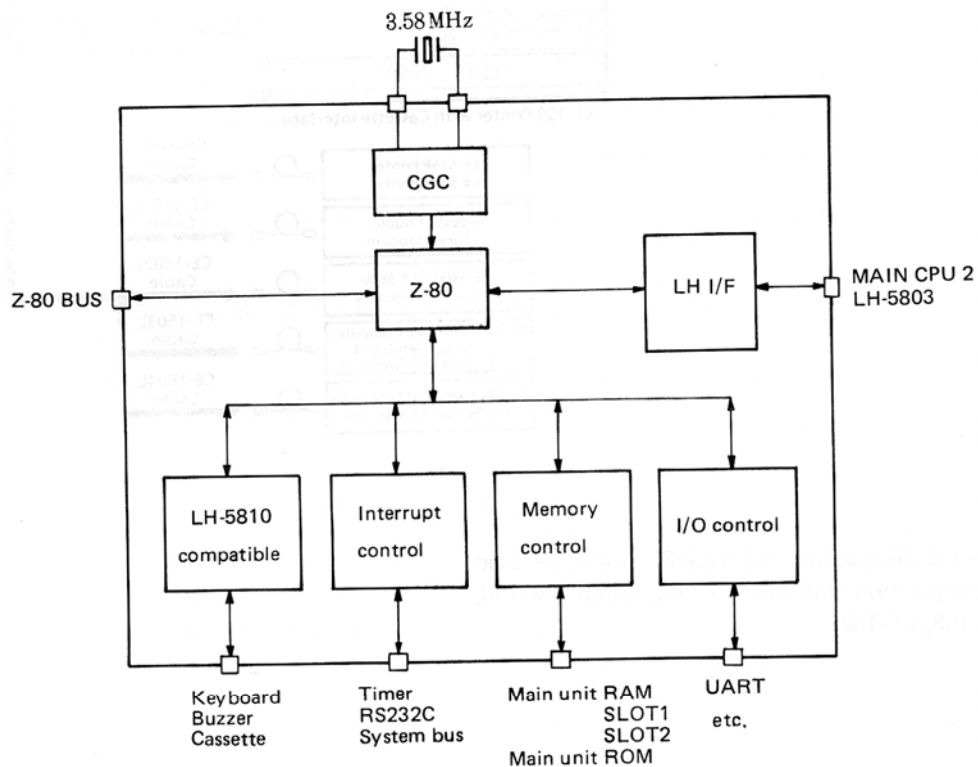 3.58 MHz
CGC
Z-80 BUS
Z-80
LH I/F
MAIN CPU 2
LH-5803
LH-5810
compatible
Interrupt
control
Memory
control
I/O control
Keyboard
Buzzer
Cassette
Timer
RS232C
System bus
Main unit RAM
SLOT1
SLOT2
Main unit ROM
UART
etc.